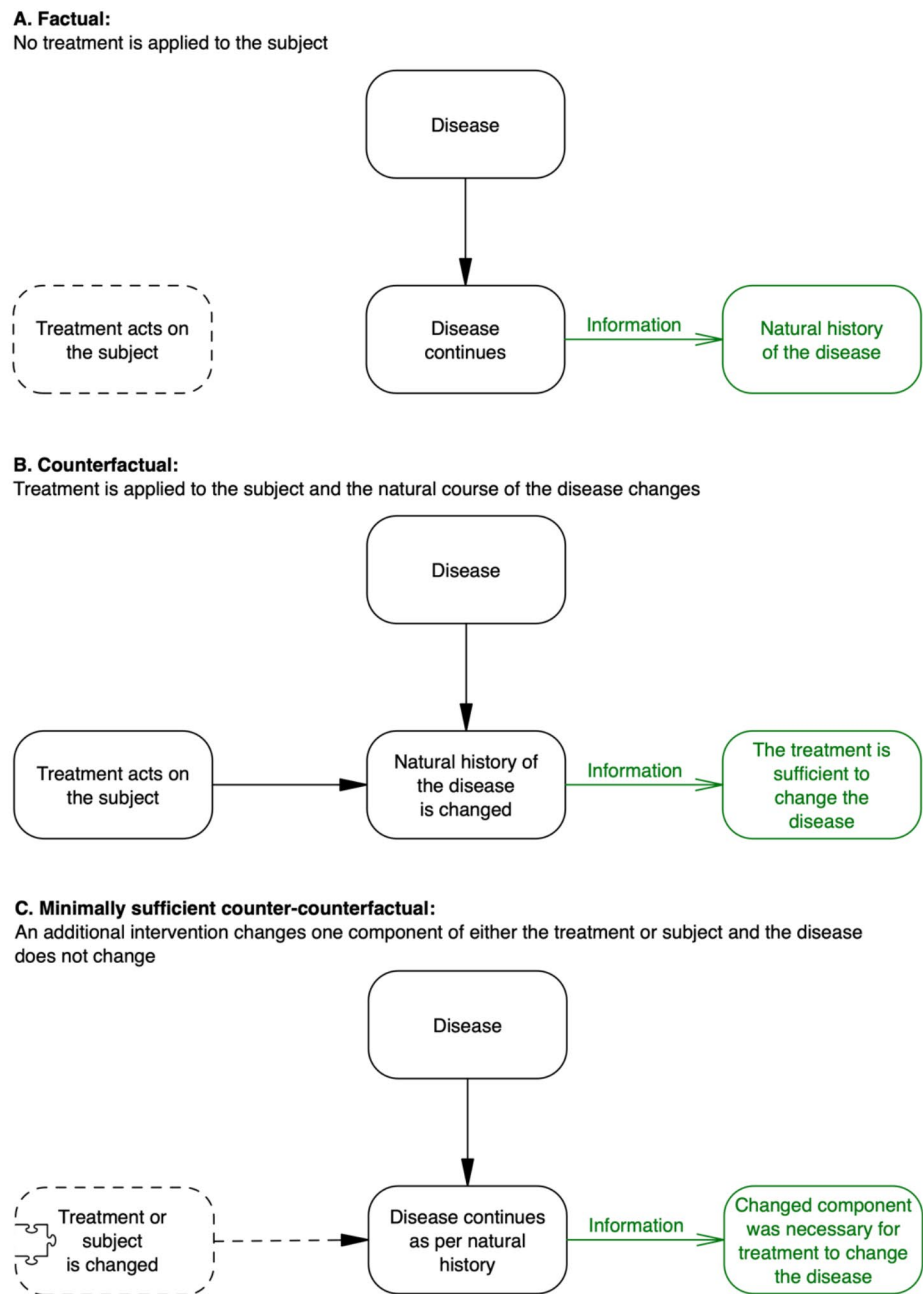 A. Factual:
No treatment is applied to the subject
Disease
Treatment acts on
the subject
Disease
continues
Information
Natural history
of the disease
B. Counterfactual:
Treatment is applied to the subject and the natural course of the disease changes
Disease
Treatment acts on
the subject
Natural history of
the disease
is changed
Information
The treatment is
sufficient to
change the
disease
C. Minimally sufficient counter-counterfactual:
An additional intervention changes one component of either the treatment or subject and the disease
does not change
Disease
Treatment or
subject
is changed
Disease continues
as per natural
history
Information
Changed component
was necessary for
treatment to change
the disease